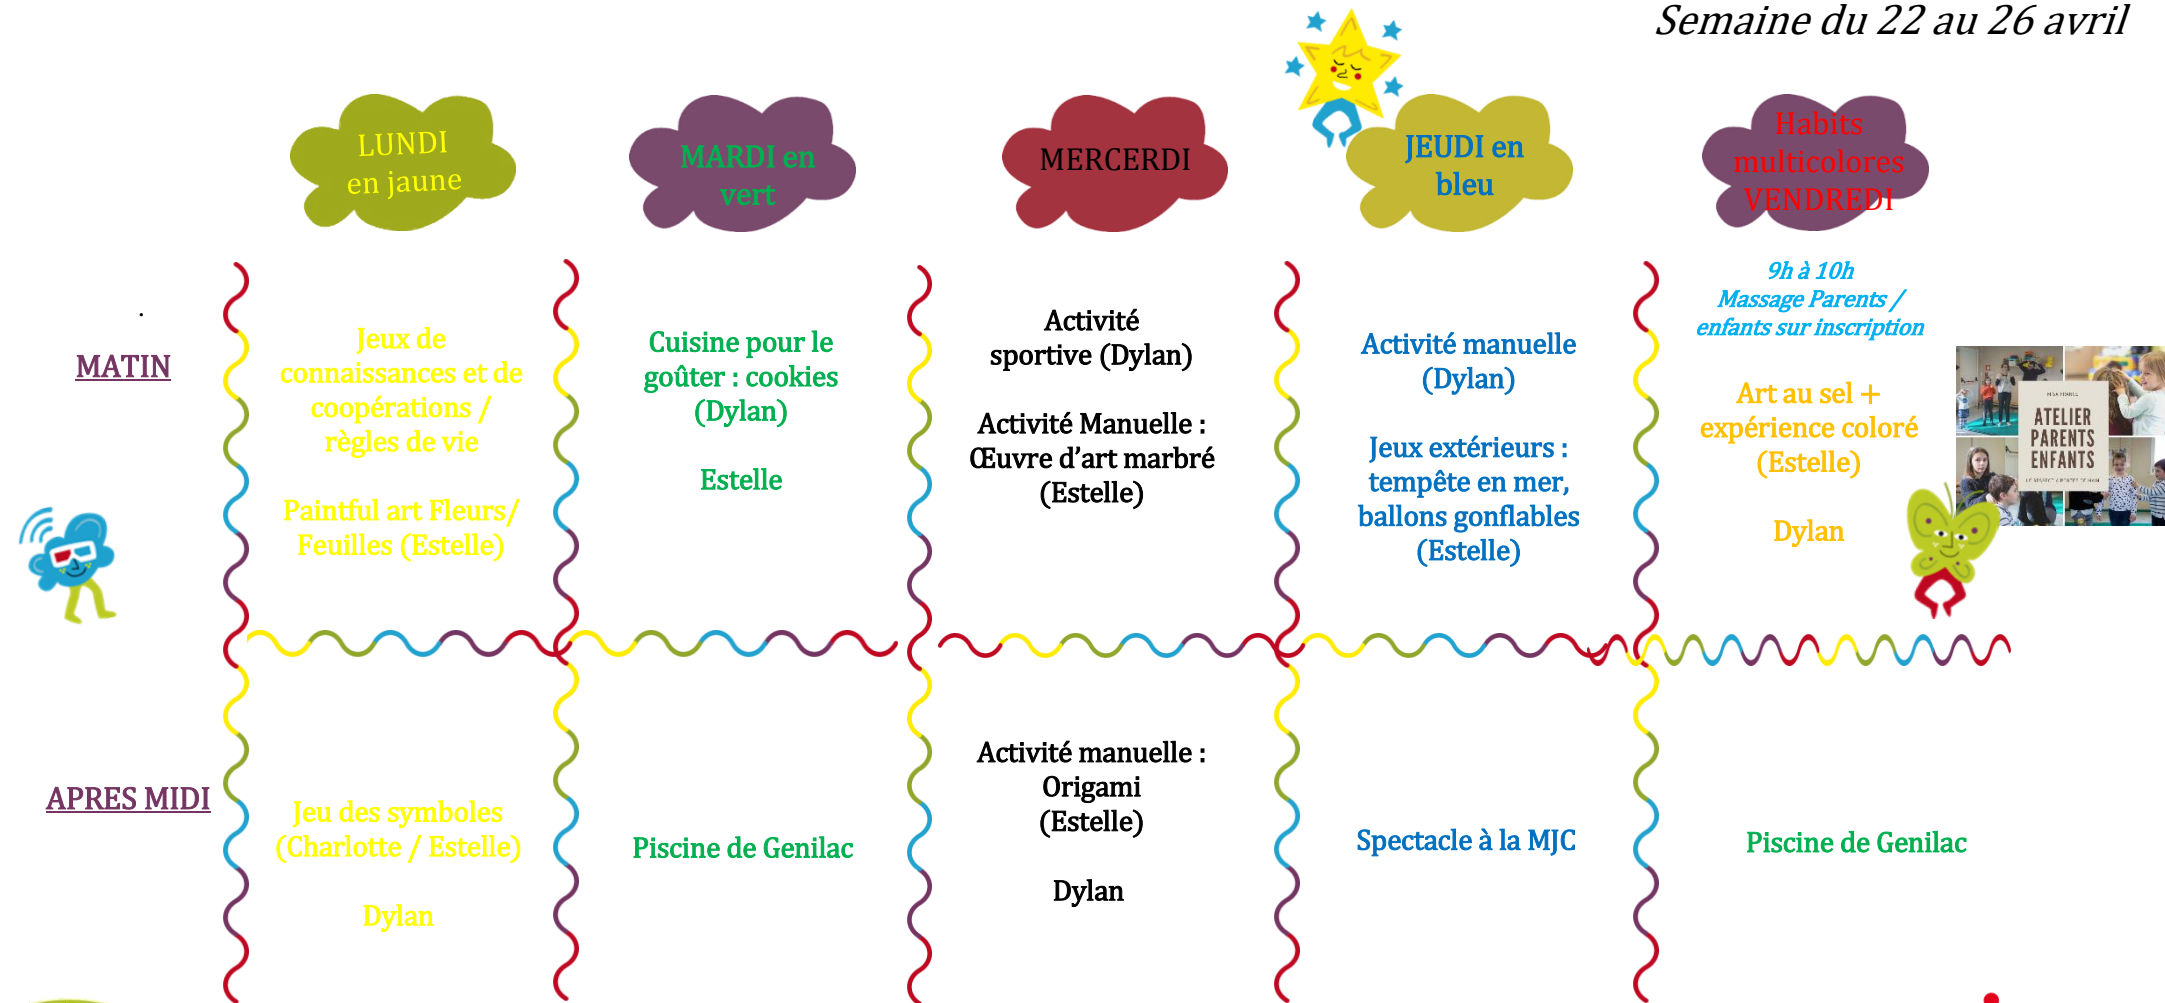 Semaine du 22 au 26 avril
LUNDI
en jaune
MARDI en
vert
MERCERDI
JEUDI en
bleu
Habits
multicolores
VENDREDI
MATIN
Jeux de
connaissances et de
coopérations /
règles de vie
Paintful art Fleurs/
Feuilles (Estelle)
Cuisine pour le
goûter : cookies
(Dylan)
Estelle
Activité
sportive (Dylan)
Activité Manuelle :
Œuvre d’art marbré
(Estelle)
Activité manuelle
(Dylan)
Jeux extérieurs :
tempête en mer,
ballons gonflables
(Estelle)
9h à 10h
Massage Parents /
enfants sur inscription
Art au sel +
expérience coloré
(Estelle)
Dylan
ATELIER
PARENTS
ENFANTS
APRES MIDI
Jeu des symboles
(Charlotte / Estelle)
Dylan
Piscine de Genilac
Activité manuelle :
Origami
(Estelle)
Dylan
Spectacle à la MJC
Piscine de Genilac